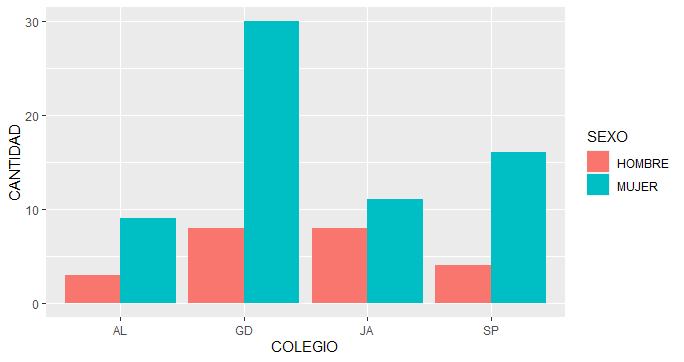 30
20
10
0
CANTIDAD
AL GD JA SP
COLEGIO
SEXO
HOMBRE
MUJER